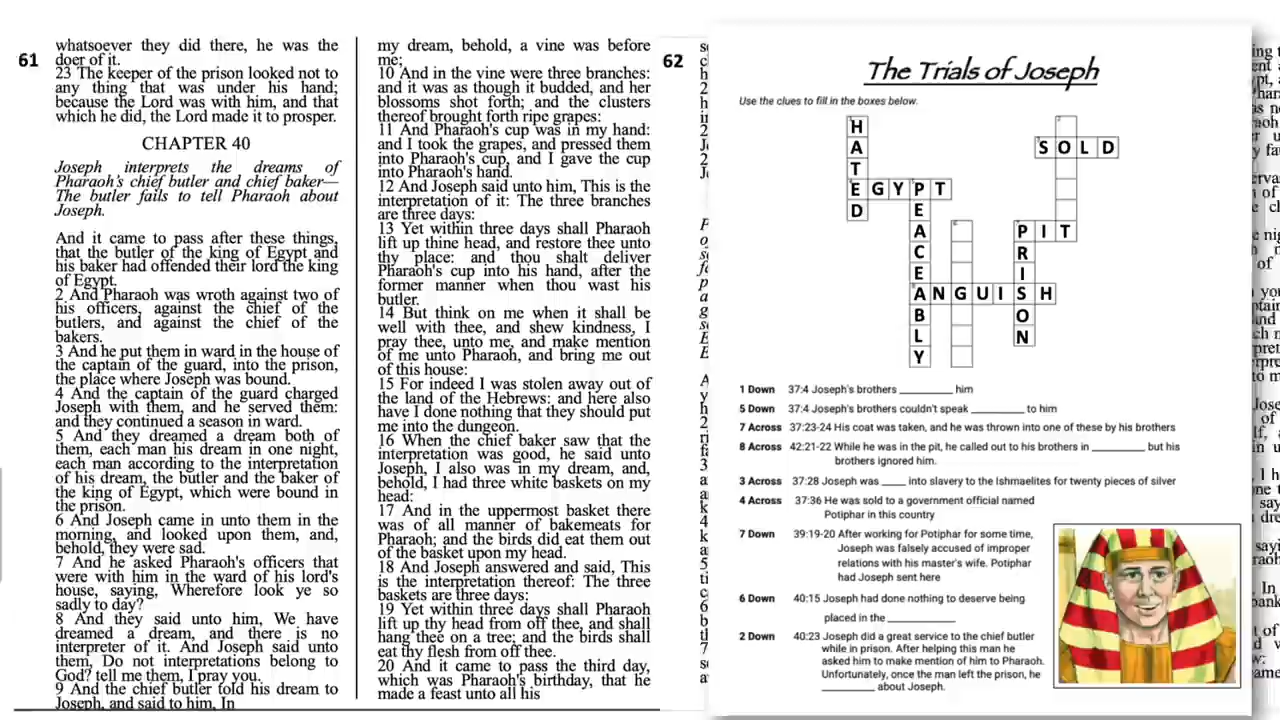 61
whatsoever they did there, he was the
doer of it.
23 The keeper of the prison looked not to
any thing that was under his hand;
because the Lord was with him, and that
which he did, the Lord made it to prosper.
CHAPTER 40
Joseph interprets the dreams of
Pharaoh's chief butler and chief baker—
The butler fails to tell Pharaoh about
Joseph.
And it came to pass after these things,
that the butler of the king of Egypt and
his baker had offended their lord the king
of Egypt.
2 And Pharaoh was wroth against two of
his officers, against the chief of the
butlers, and against the chief of the
bakers.
3 And he put them in ward in the house of
the captain of the guard, into the prison,
the place where Joseph was bound.
4 And the captain of the guard charged
Joseph with them, and he served them:
and they continued a season in ward.
5 And they dreamed a dream both of
them, each man his dream in one night,
each man according to the interpretation
of his dream, the butler and the baker of
the king of Egypt, which were bound in
the prison.
6 And Joseph came in unto them in the
morning, and looked upon them, and,
behold, they were sad.
7 And he asked Pharaoh's officers that
were with him in the ward of his lord's
house, saying, Wherefore look ye so
sadly to day?
8 And they said unto him, We have
dreamed a dream, and there is no
interpreter of it. And Joseph said unto
them, Do not interpretations belong to
God? tell me them, I pray you.
9 And the chief butler told his dream to
Joseph, and said to him, In
my dream, behold, a vine was before
me;
10 And in the vine were three branches:
and it was as though it budded, and her
blossoms shot forth; and the clusters
thereof brought forth ripe grapes:
11 And Pharaoh's cup was in my hand:
and I took the grapes, and pressed them
into Pharaoh's cup, and I gave the cup
into Pharaoh's hand.
12 And Joseph said unto him, This is the
interpretation of it: The three branches
are three days:
13 Yet within three days shall Pharaoh
lift up thine head, and restore thee unto
thy place: and thou shalt deliver
Pharaoh's cup into his hand, after the
former manner when thou wast his
butler.
14 But think on me when it shall be
well with thee, and shew kindness, I
pray thee, unto me, and make mention
of me unto Pharaoh, and bring me out
of this house:
15 For indeed I was stolen away out of
the land of the Hebrews: and here also
have I done nothing that they should put
me into the dungeon.
16 When the chief baker saw that the
interpretation was good, he said unto
Joseph, I also was in my dream, and,
behold, I had three white baskets on my
head:
17 And in the uppermost basket there
was of all manner of bakemeats for
Pharaoh; and the birds did eat them out
of the basket upon my head.
18 And Joseph answered and said, This
is the interpretation thereof: The three
baskets are three days:
19 Yet within three days shall Pharaoh
lift up thy head from off thee, and shall
hang thee on a tree; and the birds shall
eat thy flesh from off thee.
20 And it came to pass the third day,
which was Pharaoh's birthday, that he
made a feast unto all his
62
The Trials of Joseph
Use the clues to fill in the boxes below.
HATED
SOLD
EGYPT
PEACEABLY
PIT
PRISON
ANGUISH
1 Down 37:4 Joseph's brothers __________ him
5 Down 37:4 Joseph's brothers couldn't speak __________ to him
7 Across 37:23-24 His coat was taken, and he was thrown into one of these by his brothers
8 Across 42:21-22 While he was in the pit, he called out to his brothers in __________ but his
brothers ignored him.
3 Across 37:28 Joseph was _____ into slavery to the Ishmaelites for twenty pieces of silver
4 Across 37:36 He was sold to a government official named
Potiphar in this country
7 Down 39:19-20 After working for Potiphar for some time,
Joseph was falsely accused of improper
relations with his master's wife. Potiphar
had Joseph sent here
6 Down 40:15 Joseph had done nothing to deserve being
placed in the ____________
2 Down 40:23 Joseph did a great service to the chief butler
while in prison. After helping this man he
asked him to make mention of him to Pharaoh.
Unfortunately, once the man left the prison, he
__________ about Joseph.